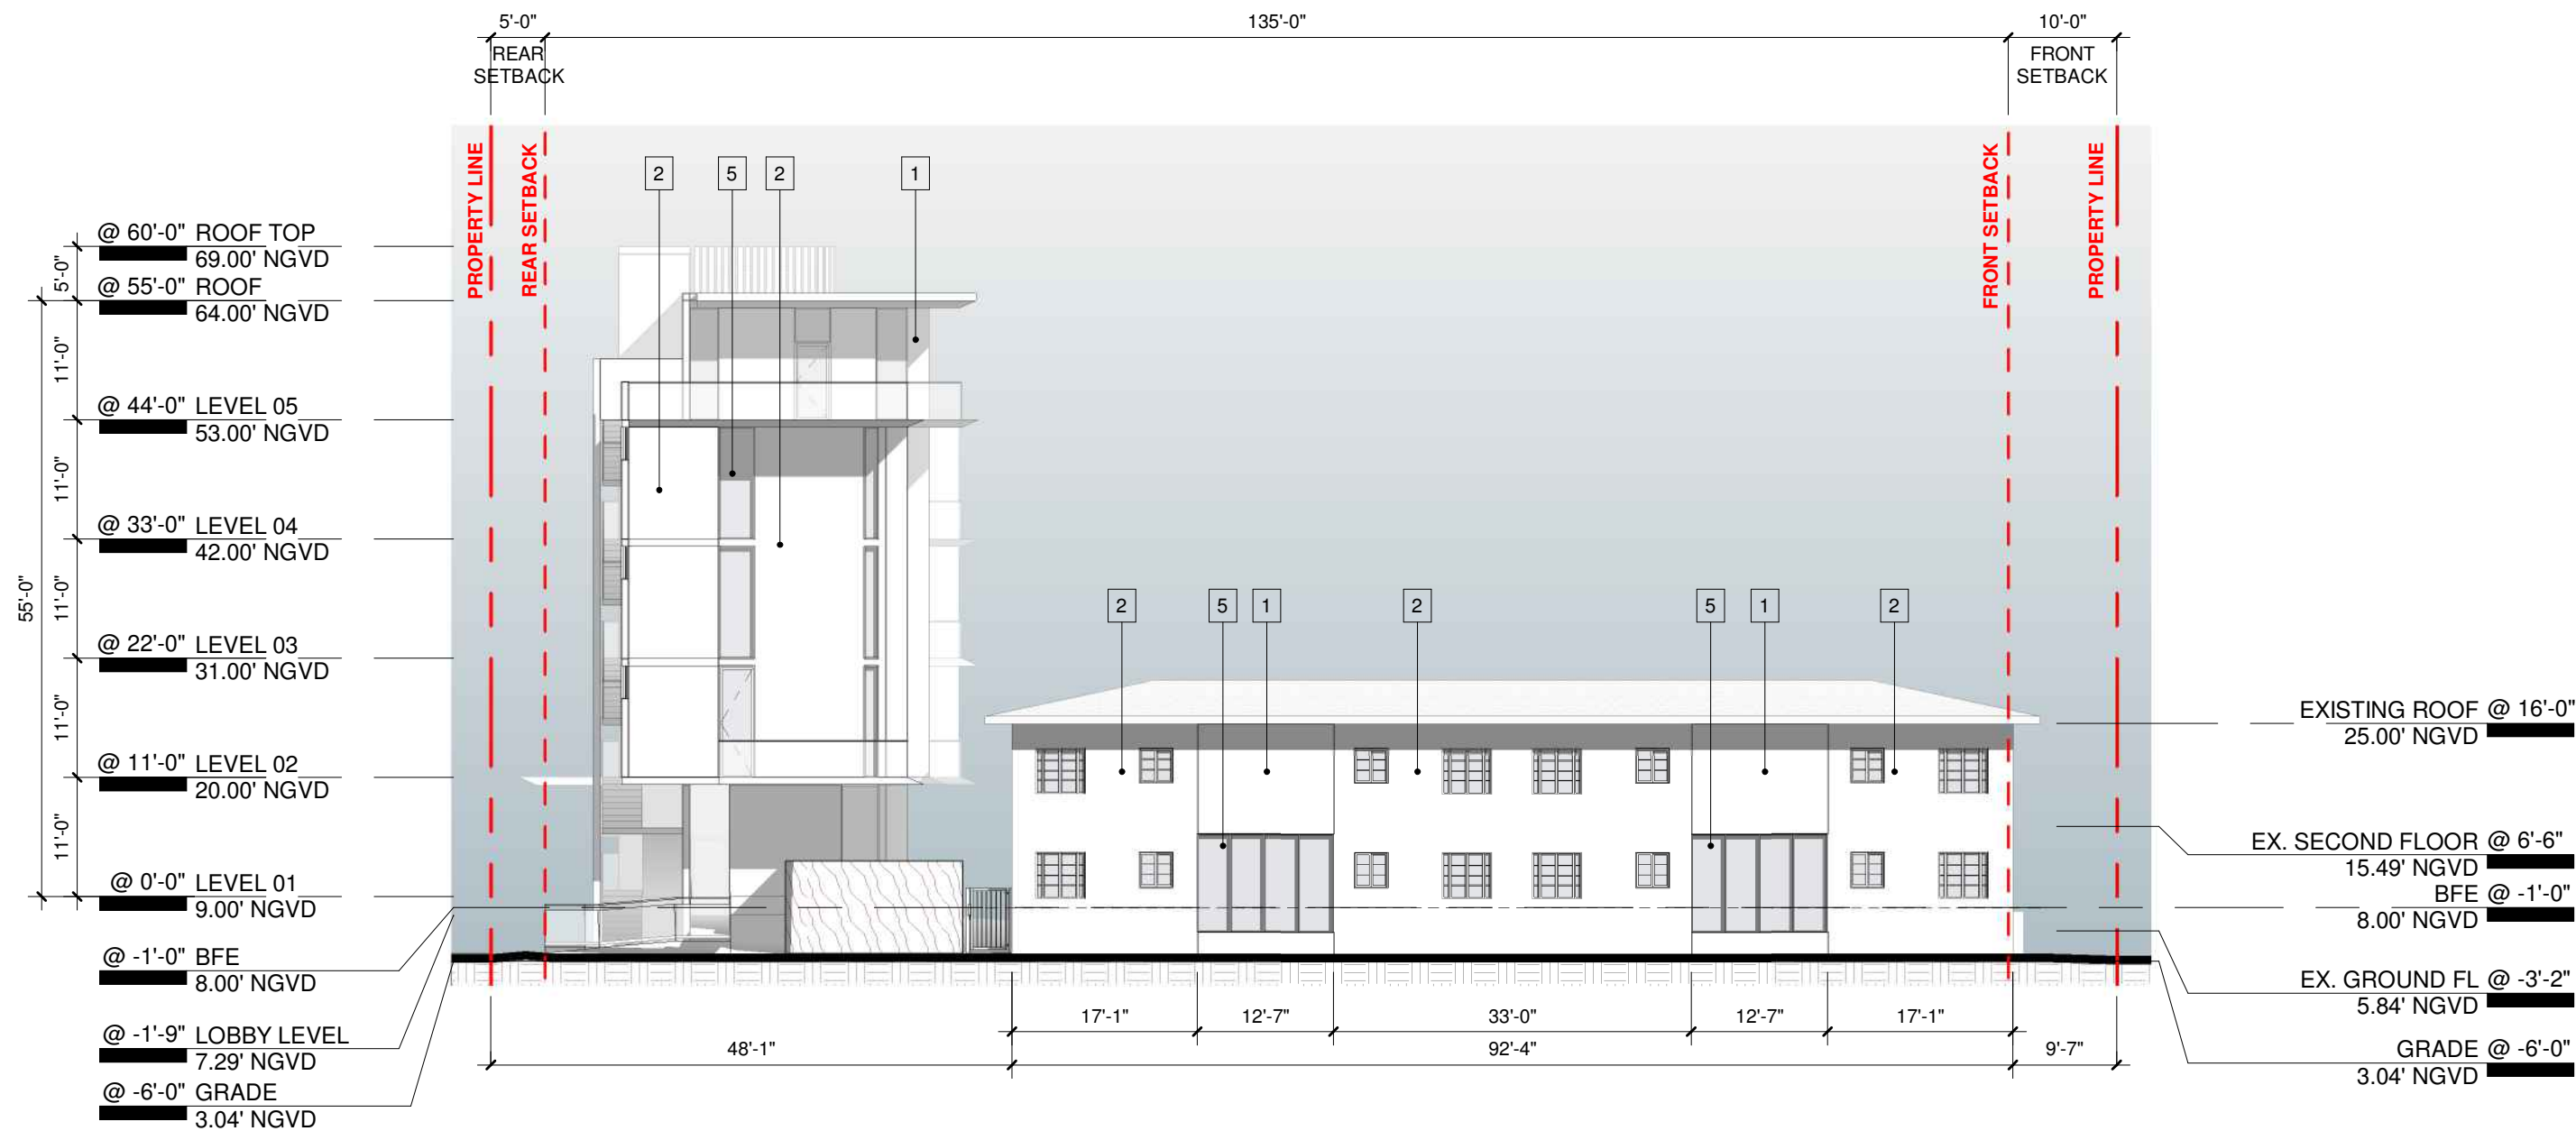 5'-0"
135'-0"
10'-0"
REAR
SETBACK
FRONT
SETBACK
PROPERTY LINE
REAR SETBACK
FRONT SETBACK
PROPERTY LINE
2
5
2
1
@ 60'-0" ROOF TOP
69.00' NGVD
5'-0"
@ 55'-0" ROOF
64.00' NGVD
11'-0"
@ 44'-0" LEVEL 05
53.00' NGVD
11'-0"
@ 33'-0" LEVEL 04
42.00' NGVD
55'-0"
11'-0"
@ 22'-0" LEVEL 03
31.00' NGVD
11'-0"
@ 11'-0" LEVEL 02
20.00' NGVD
11'-0"
@ 0'-0" LEVEL 01
9.00' NGVD
@ -1'-0" BFE
8.00' NGVD
@ -1'-9" LOBBY LEVEL
7.29' NGVD
@ -6'-0" GRADE
3.04' NGVD
2
5
1
2
5
1
2
EXISTING ROOF @ 16'-0"
25.00' NGVD
EX. SECOND FLOOR @ 6'-6"
15.49' NGVD
BFE @ -1'-0"
8.00' NGVD
EX. GROUND FL @ -3'-2"
5.84' NGVD
GRADE @ -6'-0"
3.04' NGVD
17'-1"
12'-7"
33'-0"
12'-7"
17'-1"
48'-1"
92'-4"
9'-7"